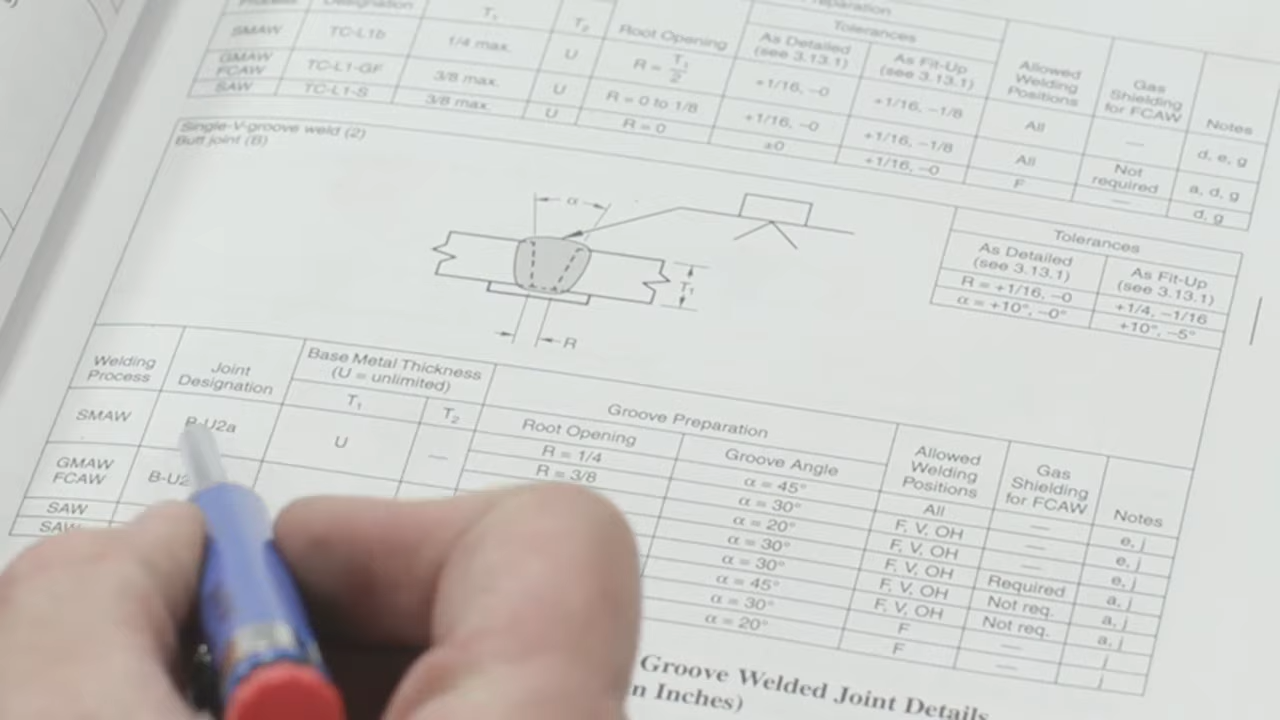 Process Designation T₁ T₂ Root Opening
Tolerances
As Detailed (see 3.13.1) As Fit-Up (see 3.13.1) Allowed Welding Positions Gas Shielding for FCAW Notes
SMAW TC-L1b 1/4 max. U R = T₁/2 +1/16, –0 +1/16, –1/8 All — d, e, g
GMAW FCAW TC-L1-GF 3/8 max. U R = 0 to 1/8 +1/16, –0 +1/16, –1/8 All Not required a, d, g
SAW TC-L1-S 3/8 max. U R = 0 ±0 +1/16, –0 F — d, g
Single-V-groove weld (2)
Butt joint (B)
α
T₁
R
Tolerances
As Detailed (see 3.13.1) As Fit-Up (see 3.13.1)
R = +1/16, –0 +1/4, –1/16
α = +10°, –0° +10°, –5°
Welding Process Joint Designation Base Metal Thickness (U = unlimited) Groove Preparation Allowed Welding Positions Gas Shielding for FCAW Notes
T₁ T₂ Root Opening Groove Angle
SMAW B-U2a U — R = 1/4 α = 45° All — e, j
R = 3/8 α = 30° F, V, OH — e, j
α = 20° F, V, OH — e, j
GMAW FCAW α = 30° F, V, OH Required a, j
α = 30° F, V, OH Not req. a, j
α = 45° F, V, OH Not req. a, j
SAW α = 30° F — j
SAW α = 20° F — j
Groove Welded Joint Details
n Inches)